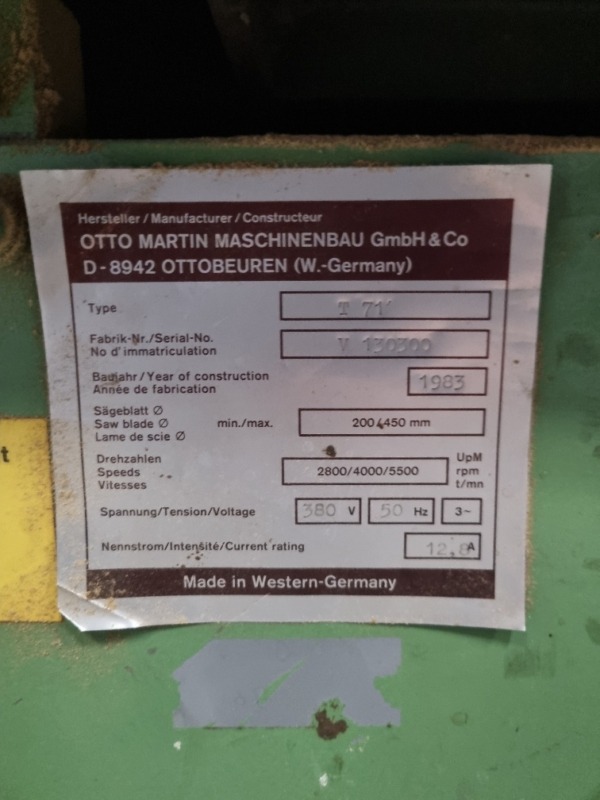 Hersteller/Manufacturer/Constructeur
OTTO MARTIN MASCHINENBAU GmbH & Co
D-8942 OTTOBEUREN (W.-Germany)
Type T 71
Fabrik-Nr./Serial-No.
No d'immatriculation V 130300
Baujahr/Year of construction
Année de fabrication 1983
Sägeblatt Ø
Saw blade Ø min./max. 200/450 mm
Lame de scie Ø
Drehzahlen UpM
Speeds 2800/4000/5500 rpm
Vitesses t/mn
Spannung/Tension/Voltage 380 V 50 Hz 3~
Nennstrom/Intensité/Current rating 12,8 A
Made in Western-Germany
t